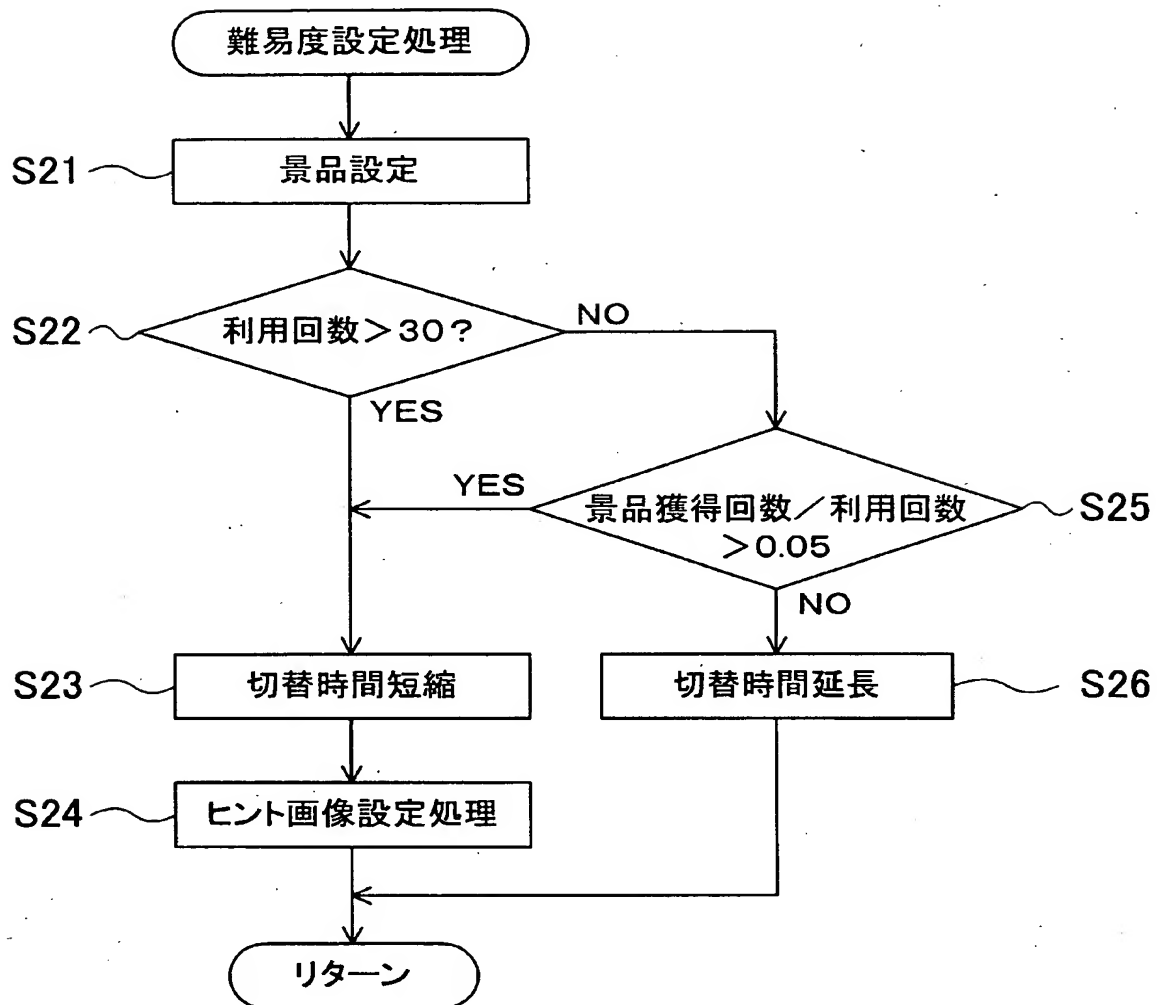 難易度設定処理
S21
景品設定
S22
利用回数＞30？
NO
YES
YES
景品獲得回数／利用回数
＞0.05
S25
NO
S23
切替時間短縮
切替時間延長
S26
S24
ヒント画像設定処理
リターン